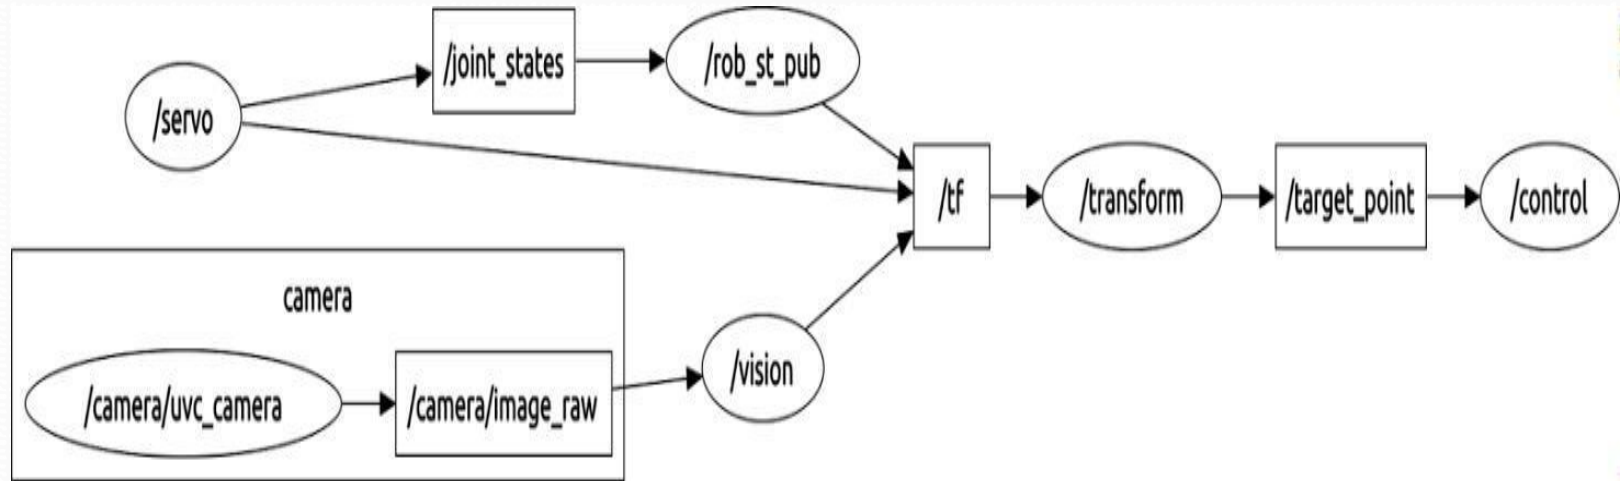 /joint_states
/rob_st_pub
/servo
/tf
/transform
/target_point
/control
camera
/vision
/camera/uvc_camera
/camera/image_raw